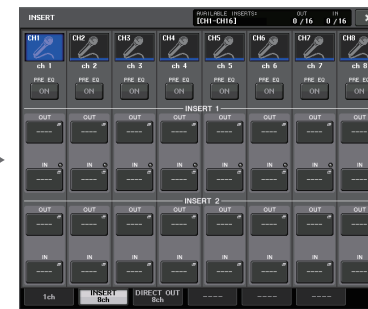 INSERT
AVAILABLE INSERTS:
[CH1-CH16]
OUT IN
0 /16 0 /16
CH1 CH2 CH3 CH4 CH5 CH6 CH7 CH8
ch 1 ch 2 ch 3 ch 4 ch 5 ch 6 ch 7 ch 8
PRE EQ PRE EQ PRE EQ PRE EQ PRE EQ PRE EQ PRE EQ PRE EQ
ON ON ON ON ON ON ON ON
INSERT 1
OUT OUT OUT OUT OUT OUT OUT OUT
---- ---- ---- ---- ---- ---- ---- ----
IN IN IN IN IN IN IN IN
---- ---- ---- ---- ---- ---- ---- ----
INSERT 2
OUT OUT OUT OUT OUT OUT OUT OUT
---- ---- ---- ---- ---- ---- ---- ----
IN IN IN IN IN IN IN IN
---- ---- ---- ---- ---- ---- ---- ----
1ch INSERT 8ch DIRECT OUT 8ch ---- ---- ----